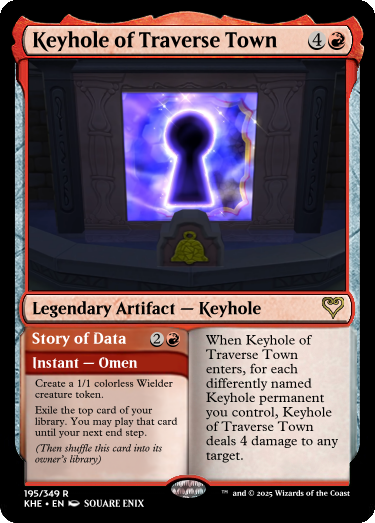 Keyhole of Traverse Town 4
Legendary Artifact — Keyhole
Story of Data 2
Instant — Omen
Create a 1/1 colorless Wielder
creature token.
Exile the top card of your
library. You may play that card
until your next end step.
(Then shuffle this card into its
owner's library)
When Keyhole of
Traverse Town
enters, for each
differently named
Keyhole permanent
you control, Keyhole
of Traverse Town
deals 4 damage to any
target.
195/349 R
KHE • EN SQUARE ENIX
™ and © 2025 Wizards of the Coast